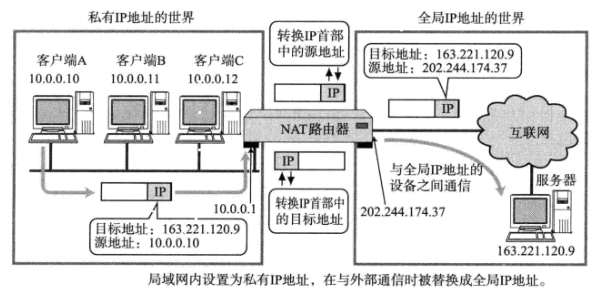 私有IP地址的世界
全局IP地址的世界
客户端A
10.0.0.10
客户端B
10.0.0.11
客户端C
10.0.0.12
转换IP首部
中的源地址
IP
目标地址：163.221.120.9
源地址：202.244.174.37
IP
NAT路由器
互联网
IP
转换IP首部中
的目标地址
IP
目标地址：163.221.120.9
源地址：10.0.0.10
10.0.0.1
与全局IP地址的
设备之间通信
202.244.174.37
服务器
163.221.120.9
局域网内设置为私有IP地址，在与外部通信时被替换成全局IP地址。